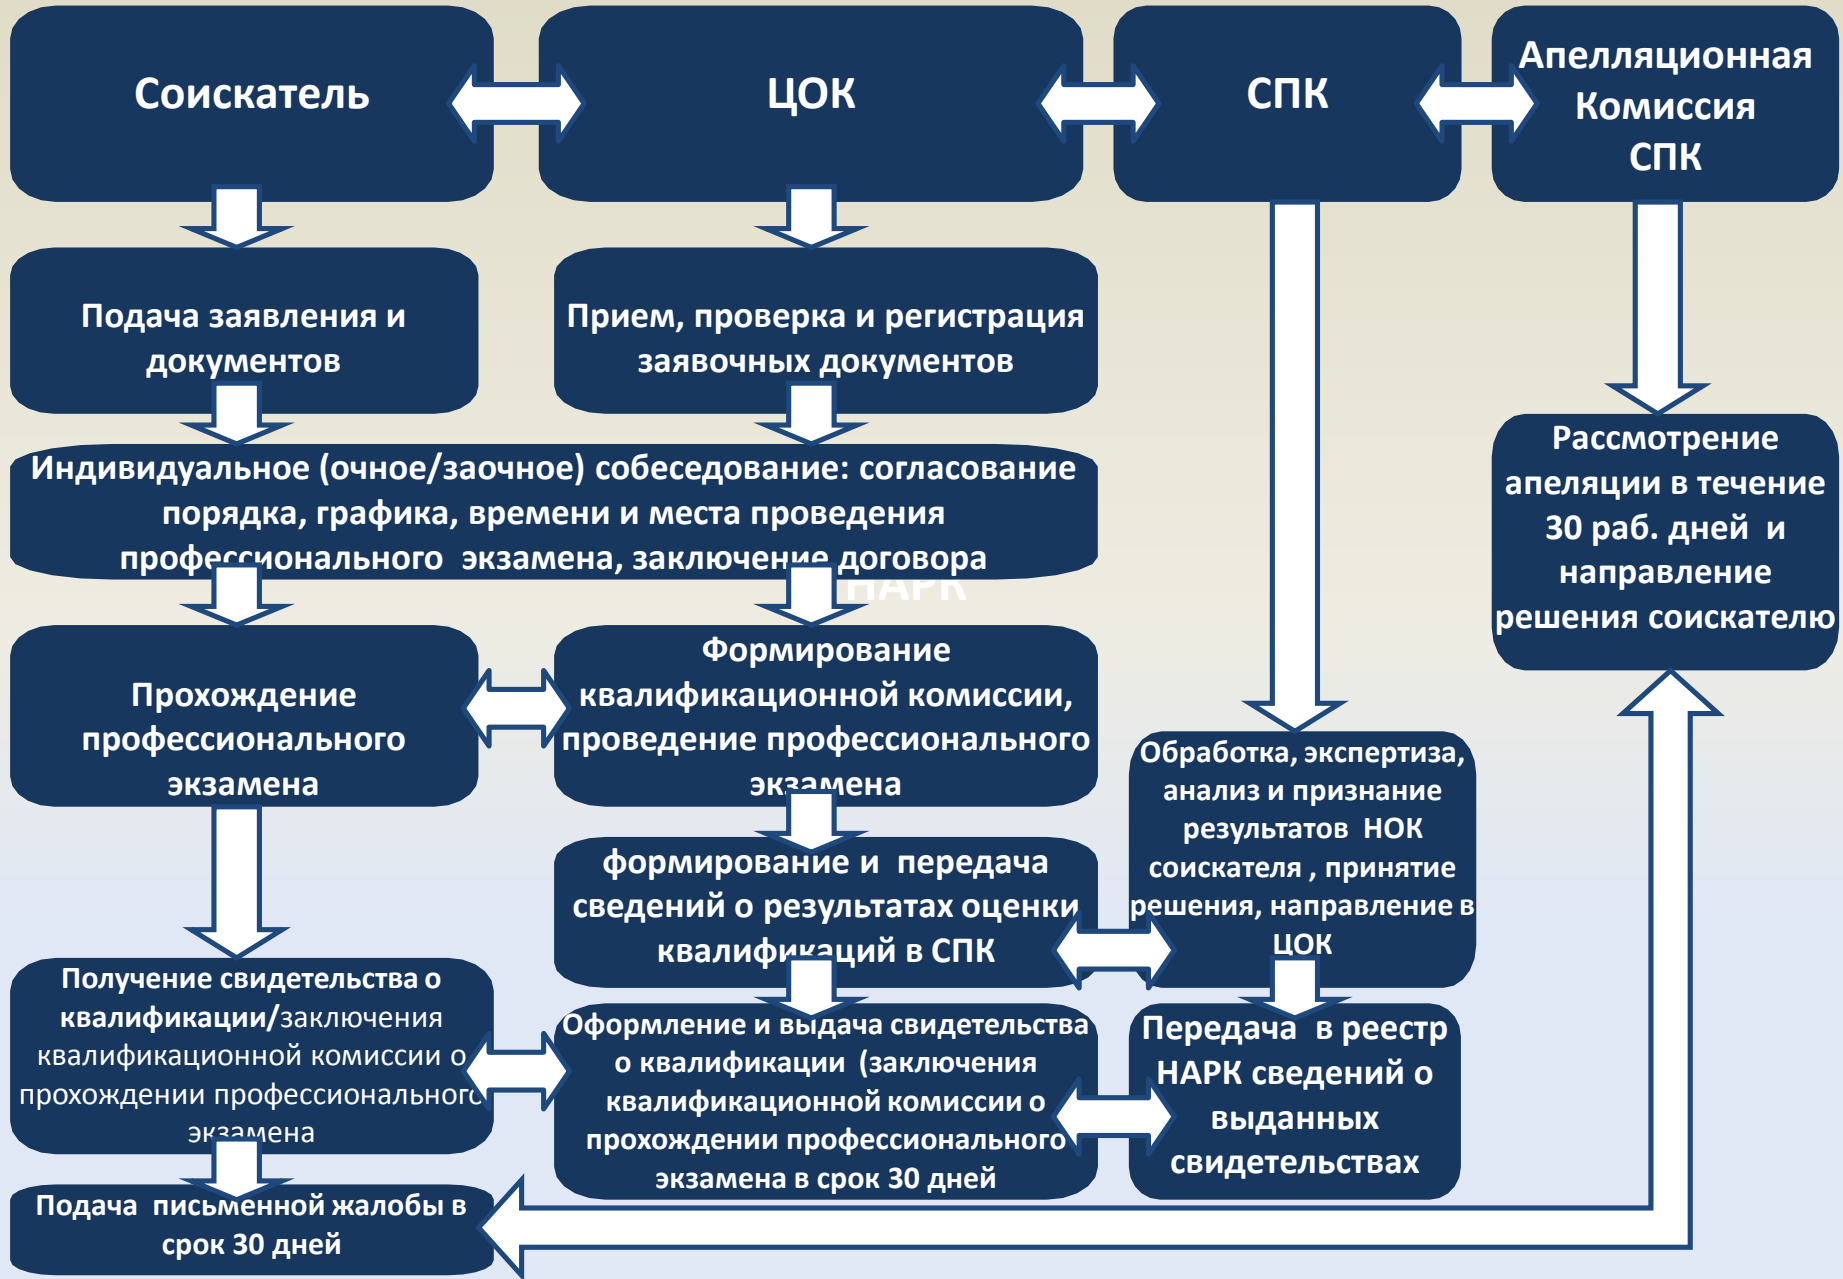 Соискатель
ЦОК
СПК
Апелляционная
Комиссия
СПК
Подача заявления и
документов
Прием, проверка и регистрация
заявочных документов
Индивидуальное (очное/заочное) собеседование: согласование
порядка, графика, времени и места проведения
профессионального экзамена, заключение договора
НАРК
Рассмотрение
апеляции в течение
30 раб. дней и
направление
решения соискателю
Прохождение
профессионального
экзамена
Формирование
квалификационной комиссии,
проведение профессионального
экзамена
Обработка, экспертиза,
анализ и признание
результатов НОК
соискателя , принятие
решения, направление в
ЦОК
формирование и передача
сведений о результатах оценки
квалификаций в СПК
Получение свидетельства о
квалификации/заключения
квалификационной комиссии о
прохождении профессионального
экзамена
Оформление и выдача свидетельства
о квалификации (заключения
квалификационной комиссии о
прохождении профессионального
экзамена в срок 30 дней
Передача в реестр
НАРК сведений о
выданных
свидетельствах
Подача письменной жалобы в
срок 30 дней